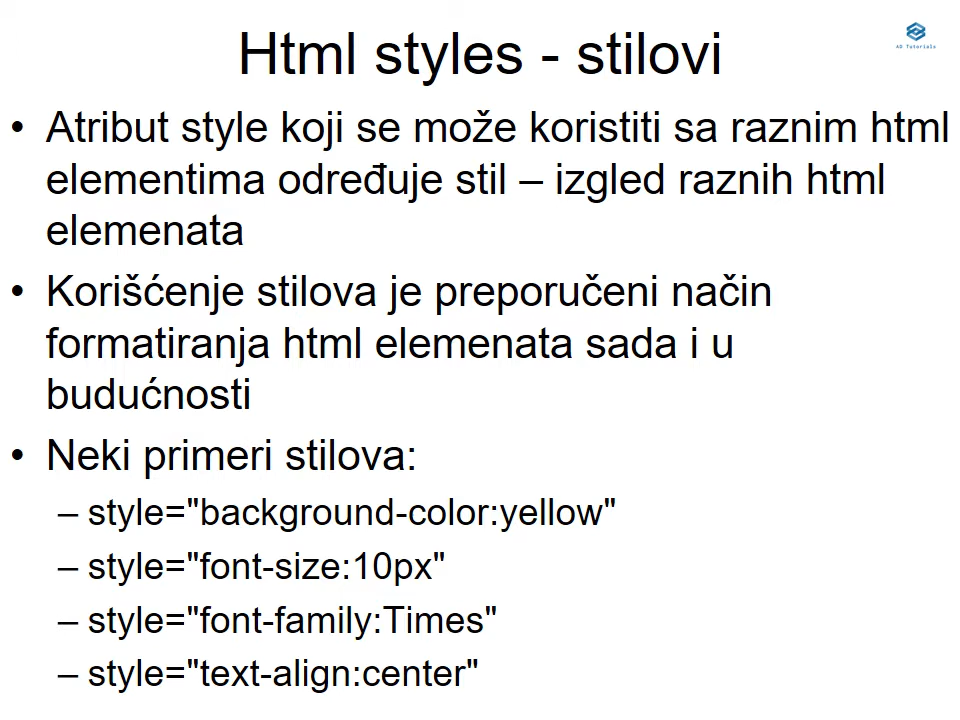 Html styles - stilovi
AD Tutorials
• Atribut style koji se može koristiti sa raznim html
elementima određuje stil – izgled raznih html
elemenata
• Korišćenje stilova je preporučeni način
formatiranja html elemenata sada i u
budućnosti
• Neki primeri stilova:
– style="background-color:yellow"
– style="font-size:10px"
– style="font-family:Times"
– style="text-align:center"